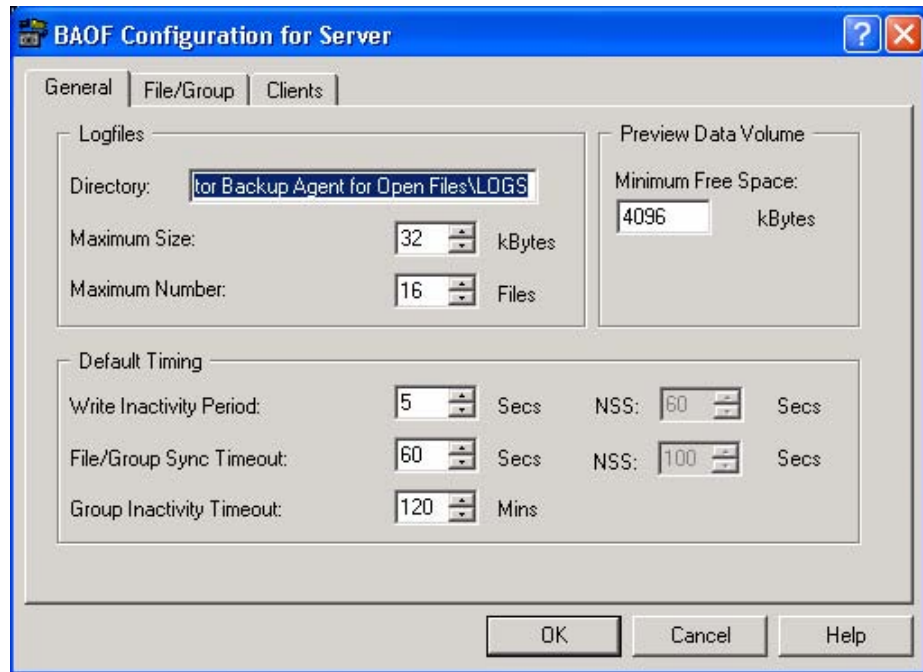 BAOF Configuration for Server
General File/Group Clients
Logfiles
Directory: tor Backup Agent for Open Files\LOGS
Maximum Size: 32 kBytes
Maximum Number: 16 Files
Preview Data Volume
Minimum Free Space:
4096 kBytes
Default Timing
Write Inactivity Period: 5 Secs NSS: 60 Secs
File/Group Sync Timeout: 60 Secs NSS: 100 Secs
Group Inactivity Timeout: 120 Mins
OK Cancel Help